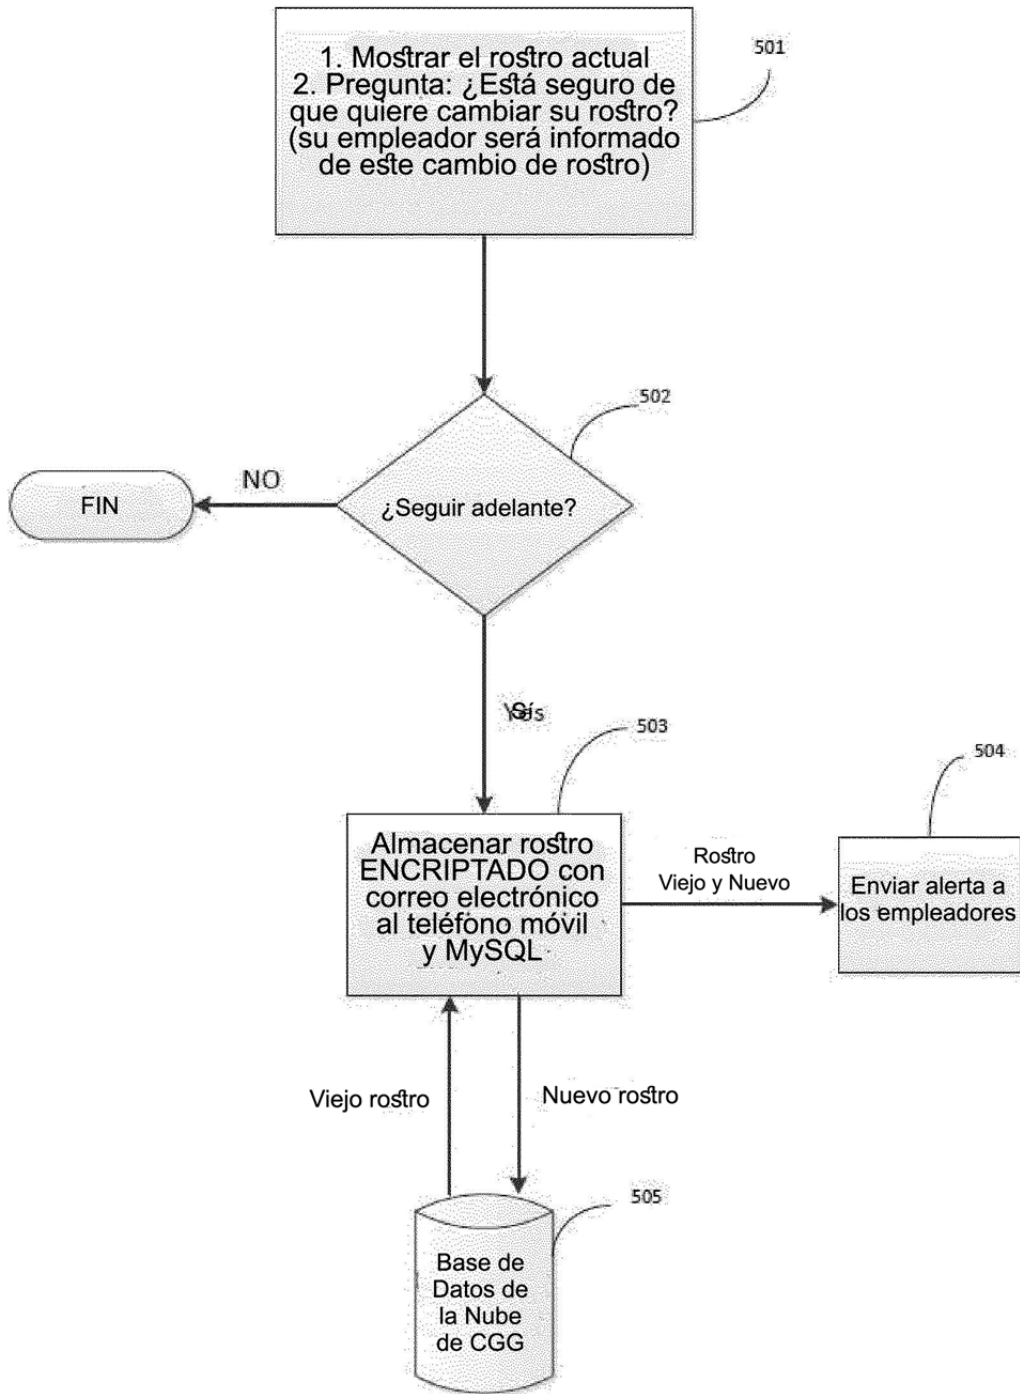 1. Mostrar el rostro actual
2. Pregunta: ¿Está seguro de
que quiere cambiar su rostro?
(su empleador será informado
de este cambio de rostro)
501
502
¿Seguir adelante?
NO
FIN
Sí
503
Almacenar rostro
ENCRIPTADO con
correo electrónico
al teléfono móvil
y MySQL
Rostro
Viejo y Nuevo
504
Enviar alerta a
los empleadores
Viejo rostro
Nuevo rostro
505
Base de
Datos de
la Nube
de CGG